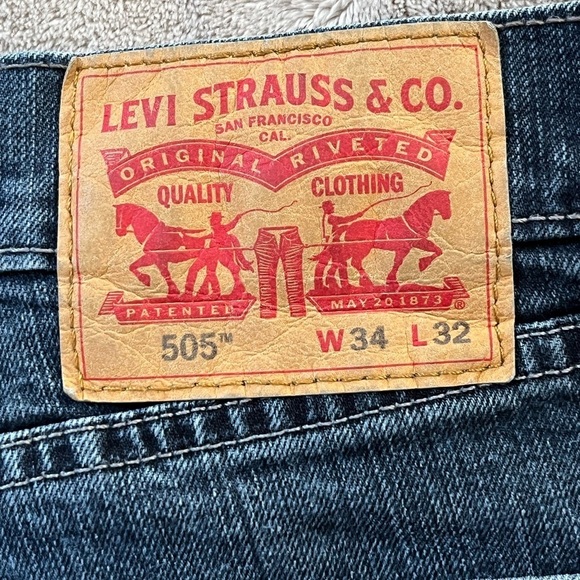 LEVI STRAUSS & CO.
SAN FRANCISCO
CAL.
ORIGINAL RIVETED
QUALITY CLOTHING
PATENTED MAY 20 1873 ®
505™ W 34 L 32